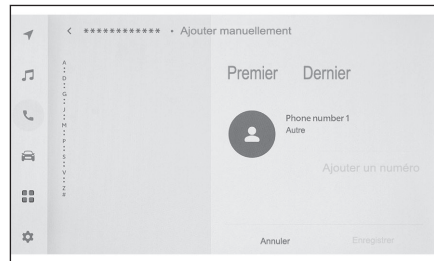 < ************ • Ajouter manuellement
A
D
G
J
M
P
S
V
Z
#
Premier Dernier
Phone number 1
Autre
Ajouter un numéro
Annuler Enregistrer